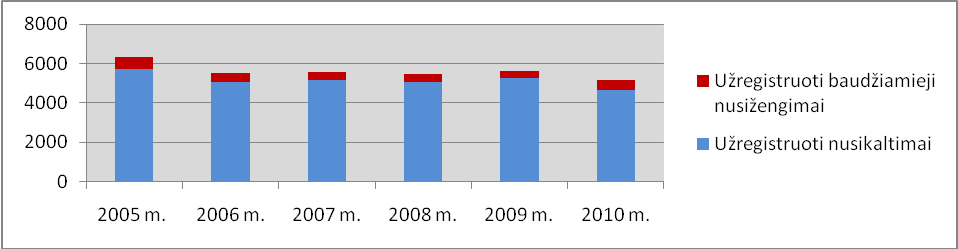 8000
6000
4000
2000
0
2005 m. 2006 m. 2007 m. 2008 m. 2009 m. 2010 m.
Užregistruoti baudžiamieji
nusižengimai
Užregistruoti nusikaltimai